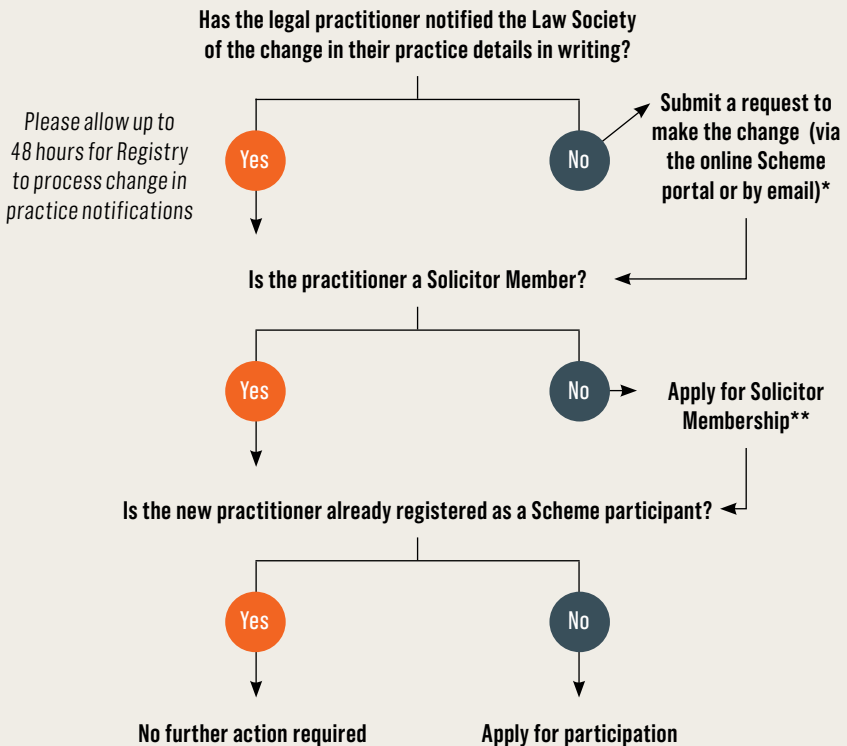 Has the legal practitioner notified the Law Society
of the change in their practice details in writing?
Please allow up to
48 hours for Registry
to process change in
practice notifications
Yes
No
Submit a request to
make the change (via
the online Scheme
portal or by email)*
Is the practitioner a Solicitor Member?
Yes
No
Apply for Solicitor
Membership**
Is the new practitioner already registered as a Scheme participant?
Yes
No
No further action required
Apply for participation